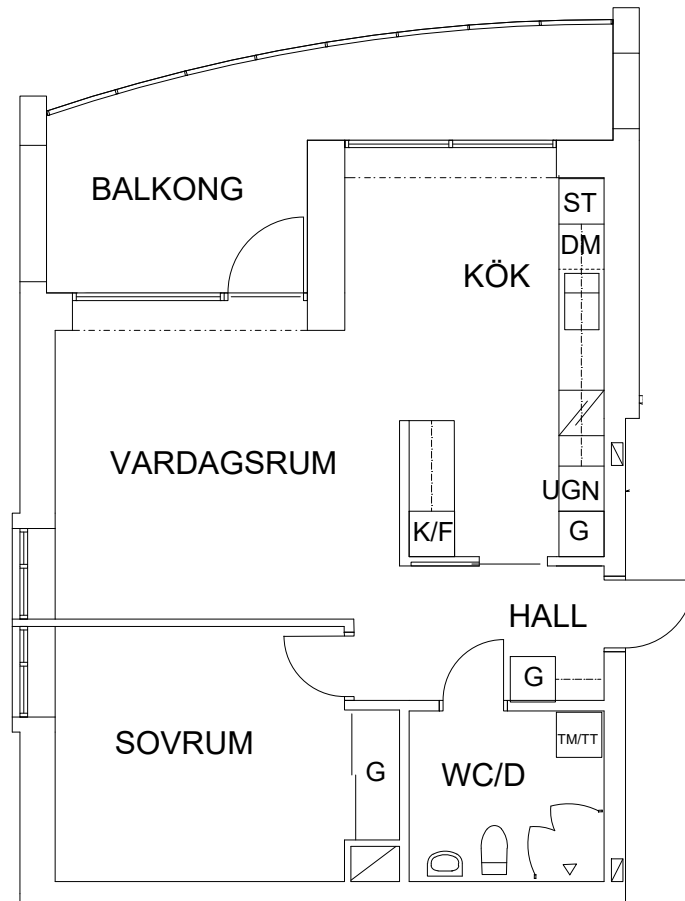 BALKONG
ST
DM
KÖK
VARDAGSRUM
UGN
K/F
G
HALL
G
SOVRUM
TM/TT
G
WC/D